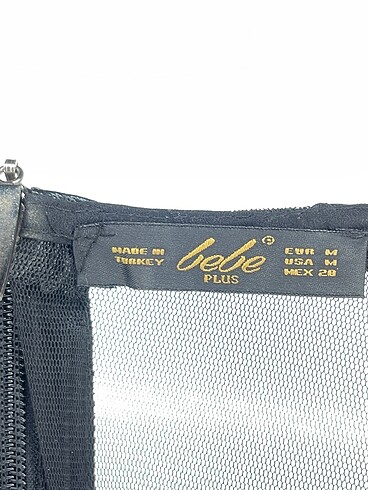 MADE IN
TURKEY
bebe®
PLUS
EUR M
USA M
MEX 28